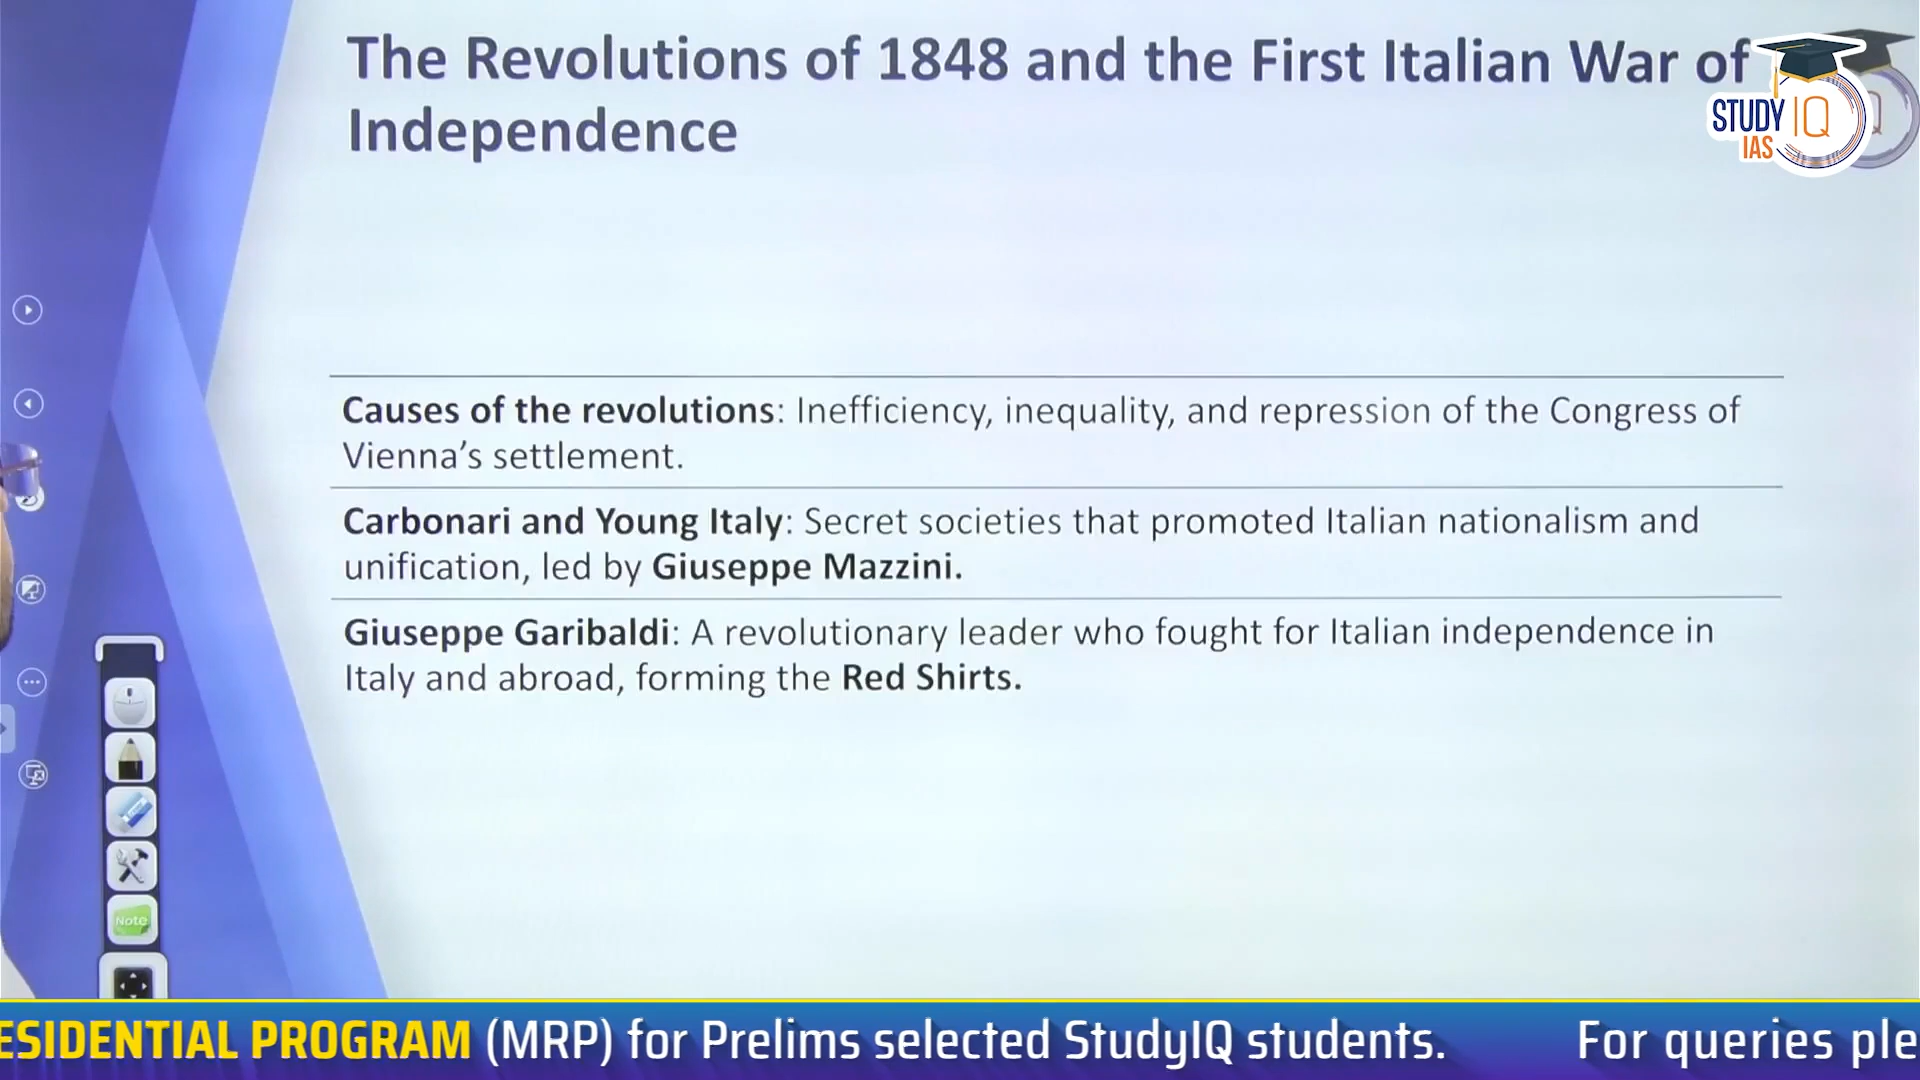 The Revolutions of 1848 and the First Italian War of
Independence
STUDY IQ
IAS
Causes of the revolutions: Inefficiency, inequality, and repression of the Congress of
Vienna’s settlement.
Carbonari and Young Italy: Secret societies that promoted Italian nationalism and
unification, led by Giuseppe Mazzini.
Giuseppe Garibaldi: A revolutionary leader who fought for Italian independence in
Italy and abroad, forming the Red Shirts.
Note
ESIDENTIAL PROGRAM (MRP) for Prelims selected StudyIQ students. For queries ple